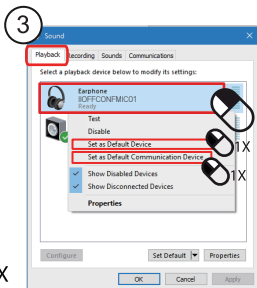 3
Sound
Playback Recording Sounds Communications
Select a playback device below to modify its settings:
Earphone
IIOFFCONFMIC01
Ready
Test
Disable
Set as Default Device
1X
Set as Default Communication Device
1X
Show Disabled Devices
Show Disconnected Devices
Properties
Configure Set Default Properties
X
OK Cancel Apply